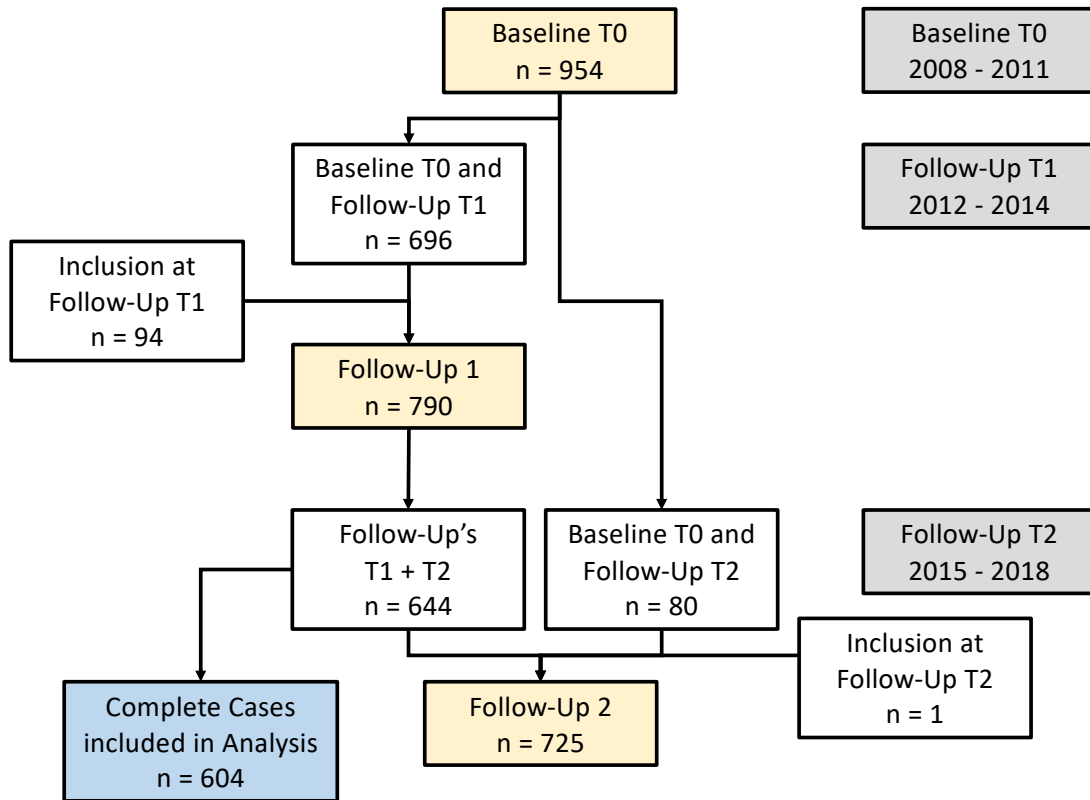 Baseline T0
n = 954
Baseline T0
2008 - 2011
Baseline T0 and
Follow-Up T1
n = 696
Follow-Up T1
2012 - 2014
Inclusion at
Follow-Up T1
n = 94
Follow-Up 1
n = 790
Follow-Up's
T1 + T2
n = 644
Baseline T0 and
Follow-Up T2
n = 80
Follow-Up T2
2015 - 2018
Inclusion at
Follow-Up T2
n = 1
Complete Cases
included in Analysis
n = 604
Follow-Up 2
n = 725